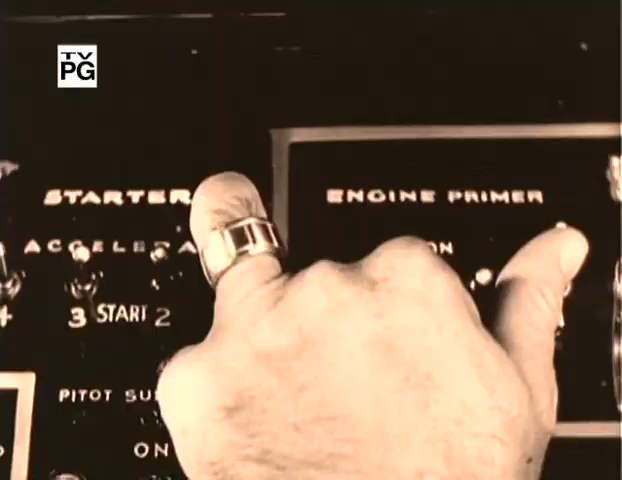 TV
PG
STARTER
ENGINE PRIMER
ON
3 START 2
PITOT
ON